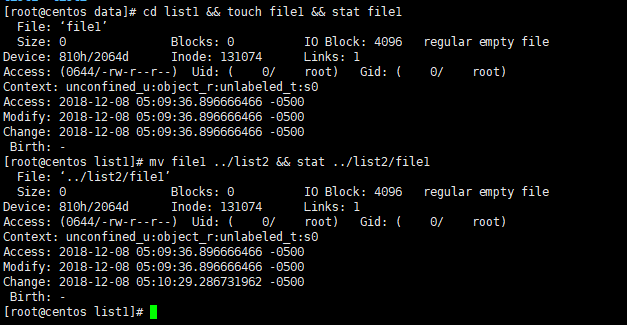 [root@centos data]# cd list1 && touch file1 && stat file1
  File: ‘file1’
  Size: 0               Blocks: 0          IO Block: 4096   regular empty file
Device: 810h/2064d      Inode: 131074      Links: 1
Access: (0644/-rw-r--r--)  Uid: (    0/    root)   Gid: (    0/    root)
Context: unconfined_u:object_r:unlabeled_t:s0
Access: 2018-12-08 05:09:36.896666466 -0500
Modify: 2018-12-08 05:09:36.896666466 -0500
Change: 2018-12-08 05:09:36.896666466 -0500
 Birth: -
[root@centos list1]# mv file1 ../list2 && stat ../list2/file1
  File: ‘../list2/file1’
  Size: 0               Blocks: 0          IO Block: 4096   regular empty file
Device: 810h/2064d      Inode: 131074      Links: 1
Access: (0644/-rw-r--r--)  Uid: (    0/    root)   Gid: (    0/    root)
Context: unconfined_u:object_r:unlabeled_t:s0
Access: 2018-12-08 05:09:36.896666466 -0500
Modify: 2018-12-08 05:09:36.896666466 -0500
Change: 2018-12-08 05:10:29.286731962 -0500
 Birth: -
[root@centos list1]#